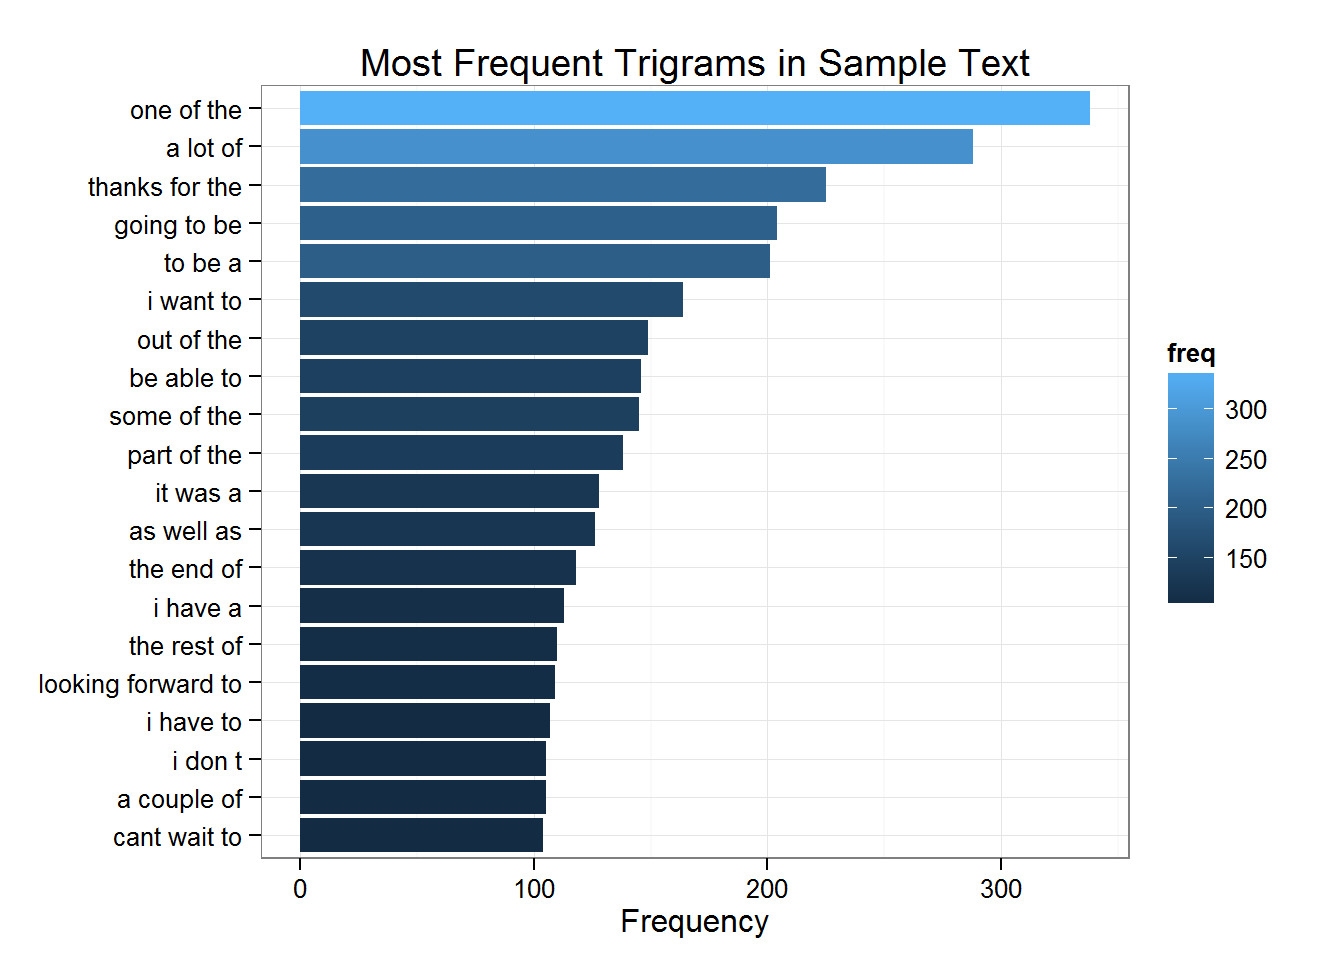 Most Frequent Trigrams in Sample Text
one of the
a lot of
thanks for the
going to be
to be a
i want to
out of the
be able to
some of the
part of the
it was a
as well as
the end of
i have a
the rest of
looking forward to
i have to
i don t
a couple of
cant wait to
0 100 200 300
Frequency
freq
300
250
200
150